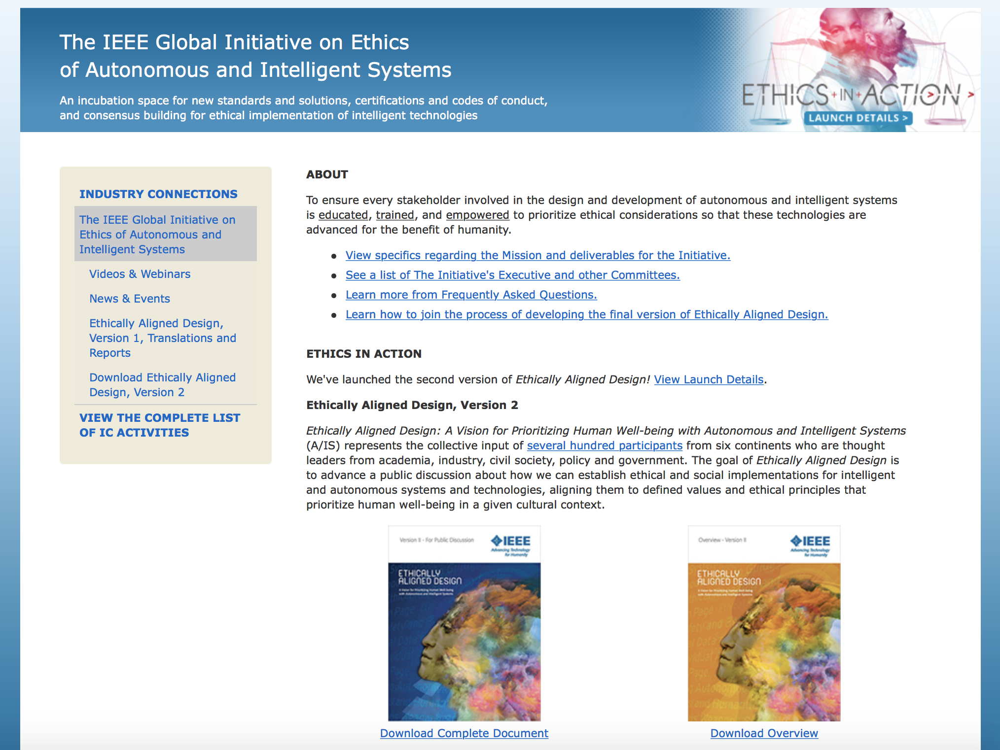 The IEEE Global Initiative on Ethics
of Autonomous and Intelligent Systems
An incubation space for new standards and solutions, certifications and codes of conduct,
and consensus building for ethical implementation of intelligent technologies
ETHICS+IN+ACTION >
LAUNCH DETAILS >
INDUSTRY CONNECTIONS
The IEEE Global Initiative on
Ethics of Autonomous and
Intelligent Systems
Videos & Webinars
News & Events
Ethically Aligned Design,
Version 1, Translations and
Reports
Download Ethically Aligned
Design, Version 2
VIEW THE COMPLETE LIST
OF IC ACTIVITIES
ABOUT
To ensure every stakeholder involved in the design and development of autonomous and intelligent systems
is educated, trained, and empowered to prioritize ethical considerations so that these technologies are
advanced for the benefit of humanity.
• View specifics regarding the Mission and deliverables for the Initiative.
• See a list of The Initiative's Executive and other Committees.
• Learn more from Frequently Asked Questions.
• Learn how to join the process of developing the final version of Ethically Aligned Design.
ETHICS IN ACTION
We've launched the second version of Ethically Aligned Design! View Launch Details.
Ethically Aligned Design, Version 2
Ethically Aligned Design: A Vision for Prioritizing Human Well-being with Autonomous and Intelligent Systems
(A/IS) represents the collective input of several hundred participants from six continents who are thought
leaders from academia, industry, civil society, policy and government. The goal of Ethically Aligned Design is
to advance a public discussion about how we can establish ethical and social implementations for intelligent
and autonomous systems and technologies, aligning them to defined values and ethical principles that
prioritize human well-being in a given cultural context.
Version II - For Public Discussion
IEEE
Advancing Technology
for Humanity
ETHICALLY
ALIGNED DESIGN
A Vision for Prioritizing Human Well-being
with Autonomous and Intelligent Systems
Download Complete Document
Overview - Version II
IEEE
Advancing Technology
for Humanity
ETHICALLY
ALIGNED DESIGN
A Vision for Prioritizing Human Well-being
with Autonomous and Intelligent Systems
Download Overview